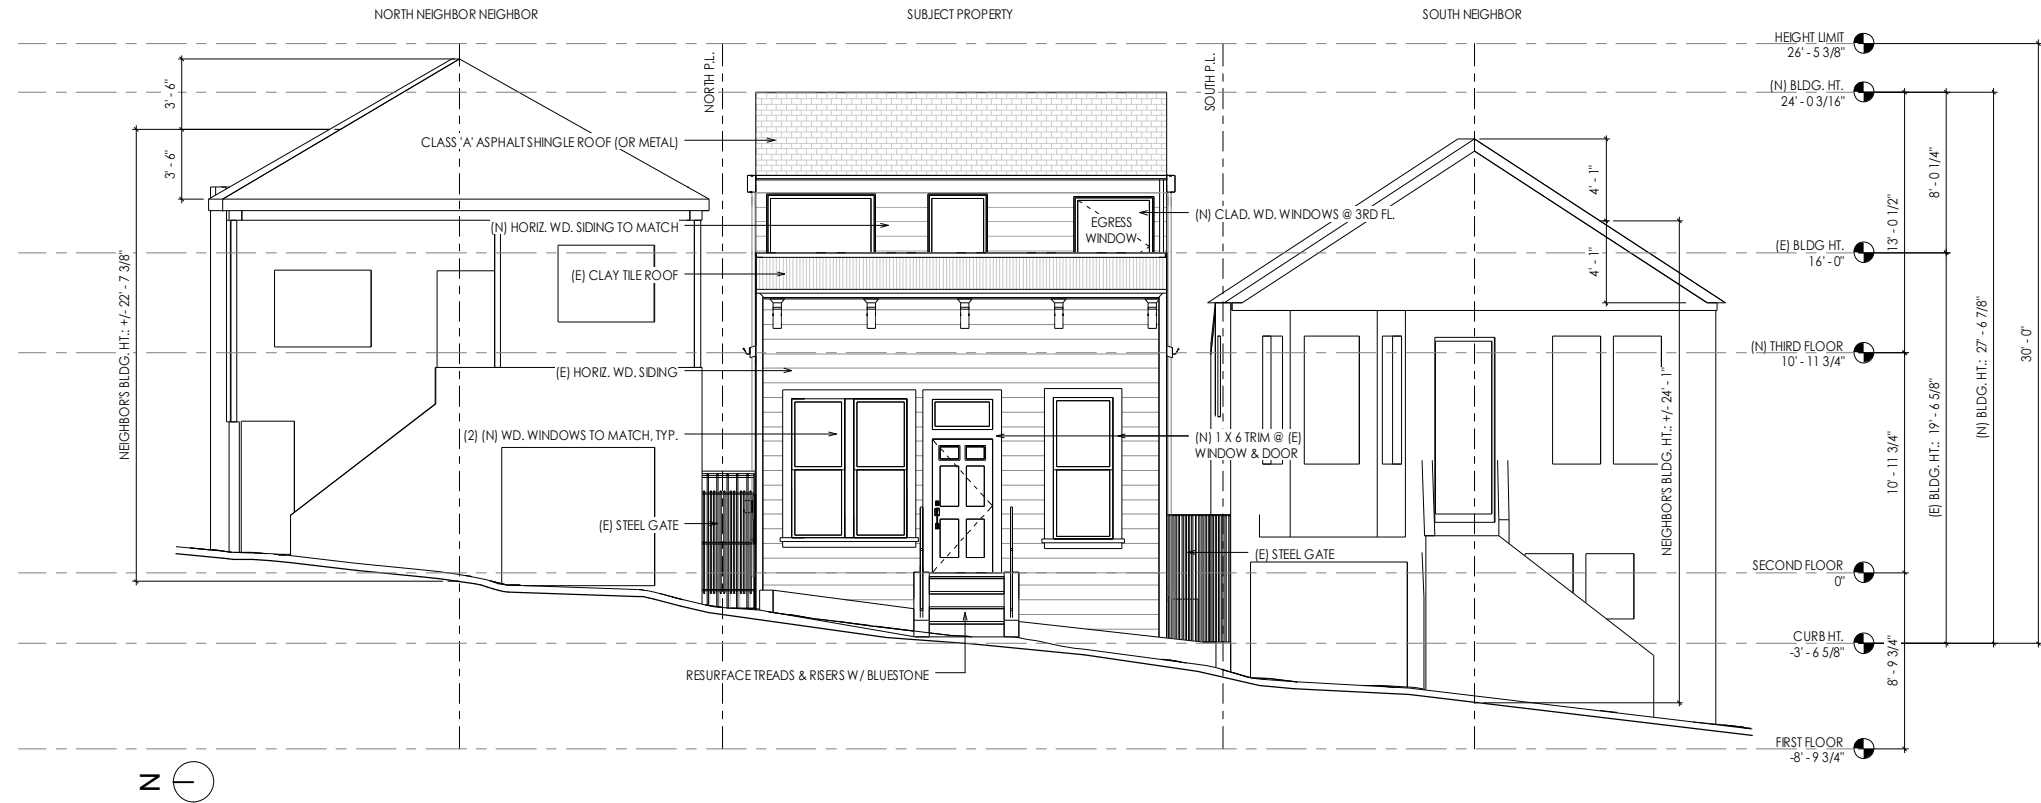 NORTH NEIGHBOR NEIGHBOR
SUBJECT PROPERTY
SOUTH NEIGHBOR
NORTH P.L.
SOUTH P.L.
HEIGHT LIMIT
26' - 5 3/8"
(N) BLDG. HT.
24' - 0 3/16"
(E) BLDG HT.
16' - 0"
(N) THIRD FLOOR
10' - 11 3/4"
SECOND FLOOR
0"
CURB HT.
-3' - 6 5/8"
FIRST FLOOR
-8' - 9 3/4"
3' - 6"
3' - 6"
NEIGHBOR'S BLDG. HT.: +/- 22' - 7 3/8"
CLASS 'A' ASPHALT SHINGLE ROOF (OR METAL)
(N) HORIZ. WD. SIDING TO MATCH
(E) CLAY TILE ROOF
(E) HORIZ. WD. SIDING
(2) (N) WD. WINDOWS TO MATCH, TYP.
(E) STEEL GATE
RESURFACE TREADS & RISERS W/ BLUESTONE
EGRESS
WINDOW
(N) CLAD. WD. WINDOWS @ 3RD FL.
(N) 1 X 6 TRIM @ (E)
WINDOW & DOOR
(E) STEEL GATE
4' - 1"
4' - 1"
NEIGHBOR'S BLDG. HT.: +/- 24' - 1"
13' - 0 1/2"
10' - 11 3/4"
8' - 9 3/4"
8' - 0 1/4"
(E) BLDG. HT.: 19' - 6 5/8"
(N) BLDG. HT.: 27' - 6 7/8"
30' - 0"
N